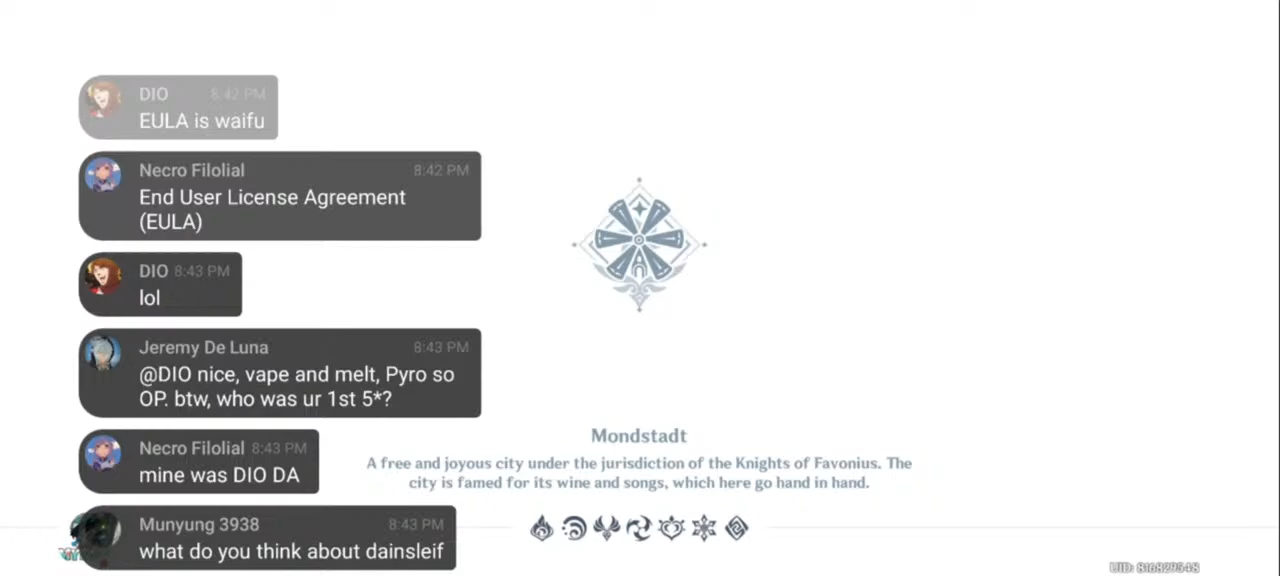 DIO 8:42 PM
EULA is waifu
Necro Filolial 8:42 PM
End User License Agreement
(EULA)
DIO 8:43 PM
lol
Jeremy De Luna 8:43 PM
@DIO nice, vape and melt, Pyro so
OP. btw, who was ur 1st 5*?
Necro Filolial 8:43 PM
mine was DIO DA
Munyung 3938 8:43 PM
what do you think about dainsleif
Mondstadt
A free and joyous city under the jurisdiction of the Knights of Favonius. The
city is famed for its wine and songs, which here go hand in hand.
UID: 816829548